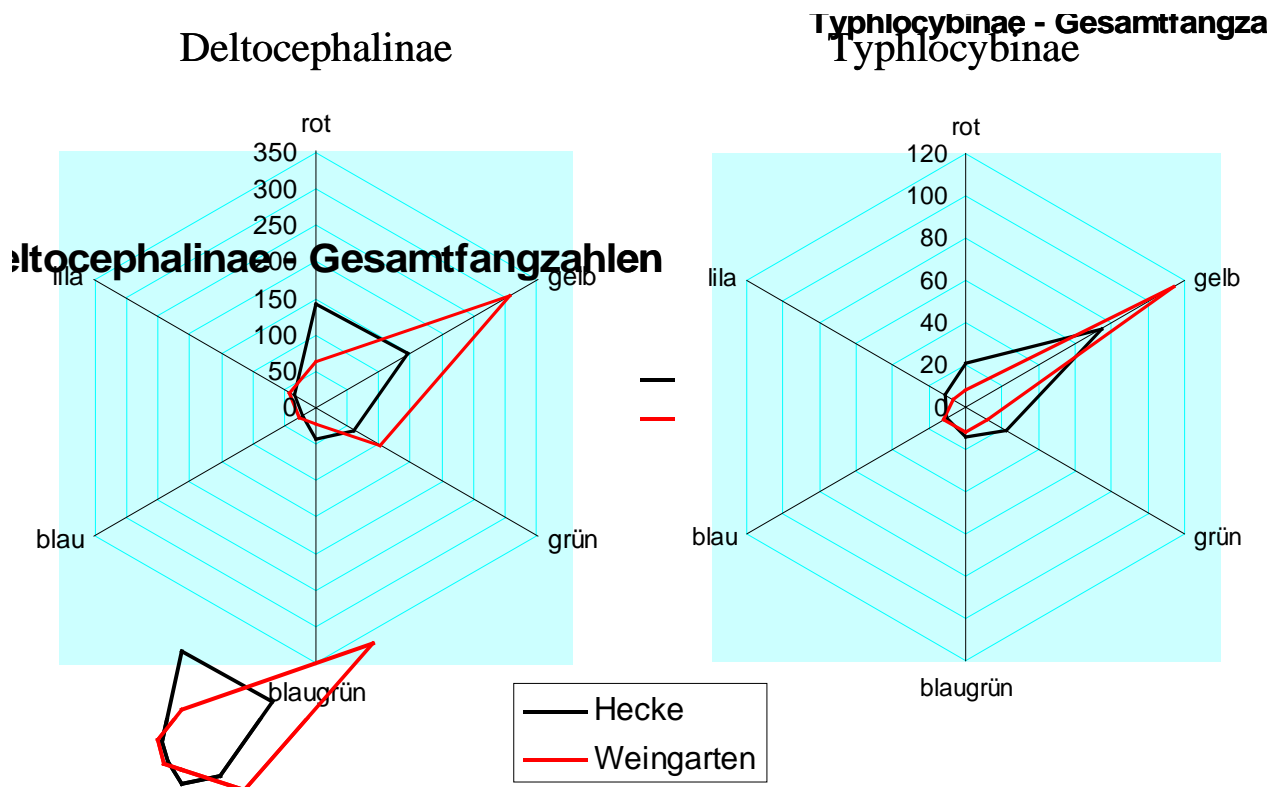 Deltocephalinae
rot
350
300
250
200
eltocephalinae - Gesamtfangzahlen
lila
gelb
150
100
50
0
blau
grün
blaugrün
Typhlocybinae - Gesamtfangza
Typhlocybinae
rot
120
100
80
60
40
20
0
lila
gelb
blau
grün
blaugrün
Hecke
Weingarten